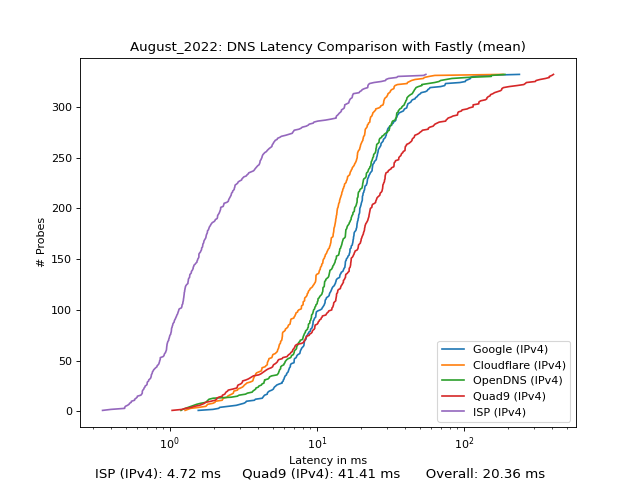 August_2022: DNS Latency Comparison with Fastly (mean)
# Probes
300
250
200
150
100
50
0
10^0
10^1
10^2
Google (IPv4)
Cloudflare (IPv4)
OpenDNS (IPv4)
Quad9 (IPv4)
ISP (IPv4)
Latency in ms
ISP (IPv4): 4.72 ms Quad9 (IPv4): 41.41 ms Overall: 20.36 ms